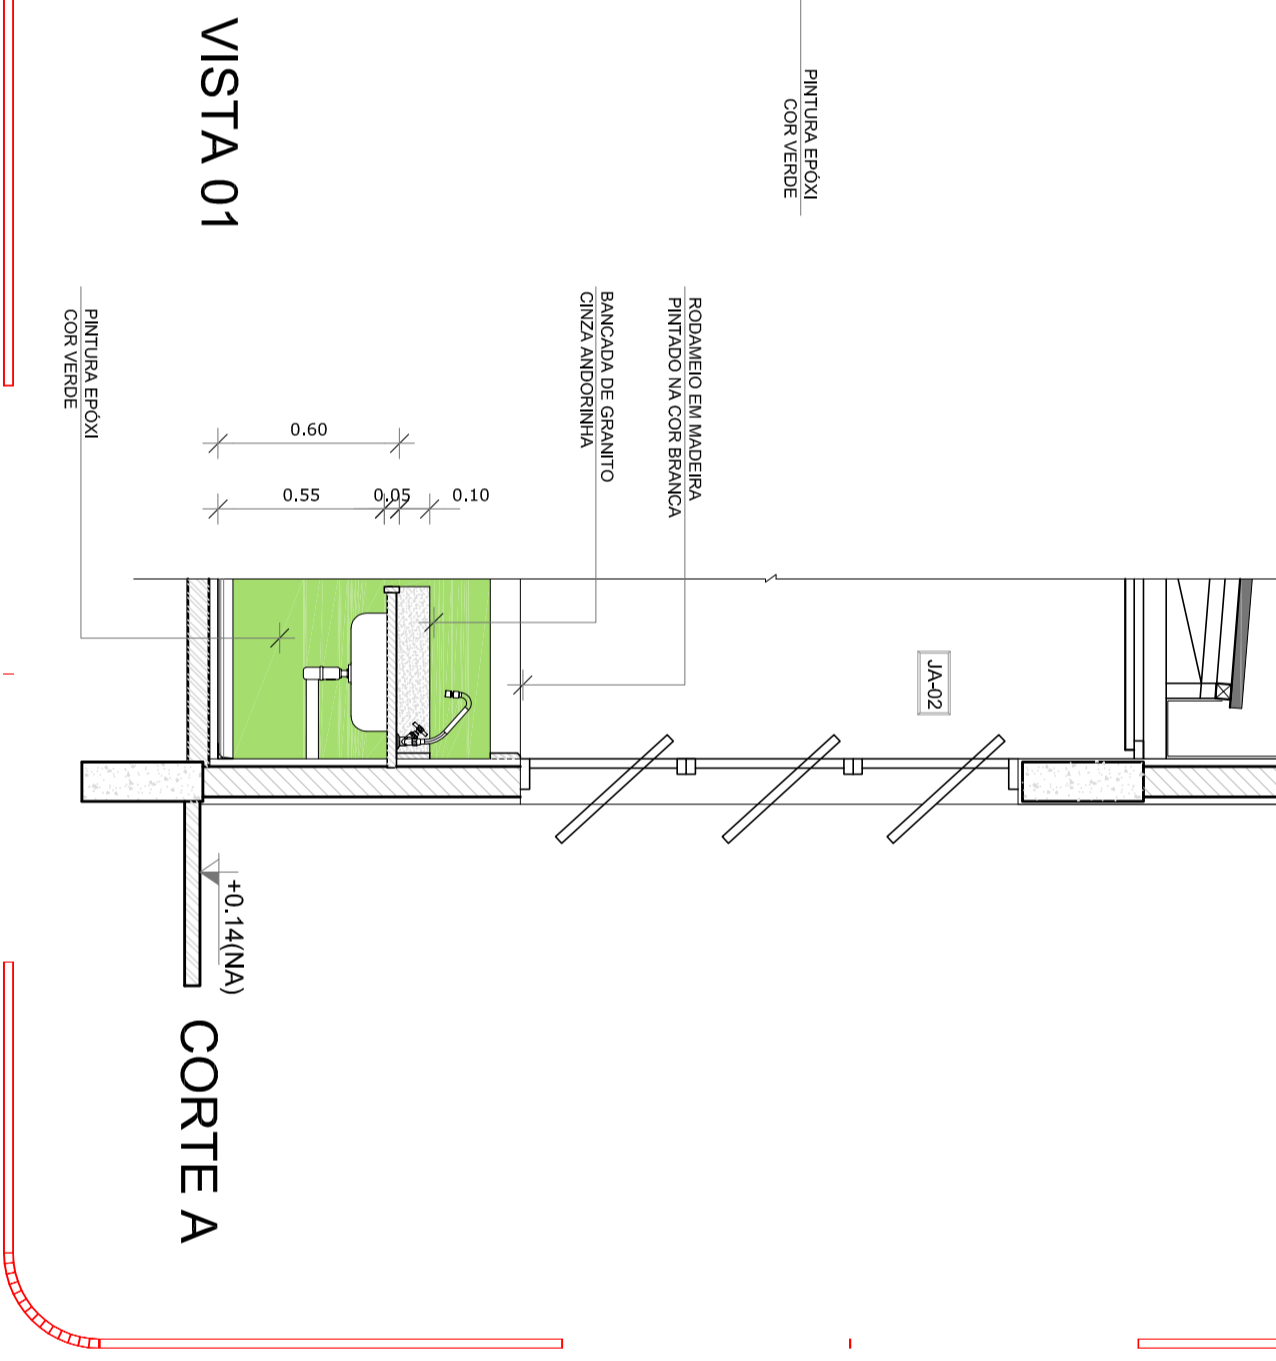 VISTA 01
PINTURA EPÓXI
COR VERDE
RODAMEIO EM MADEIRA
PINTADO NA COR BRANCA
BANCADA DE GRANITO
CINZA ANDORINHA
PINTURA EPÓXI
COR VERDE
0.60
0.55
0.05
0.10
JA-02
+0.14(NA)
CORTE A